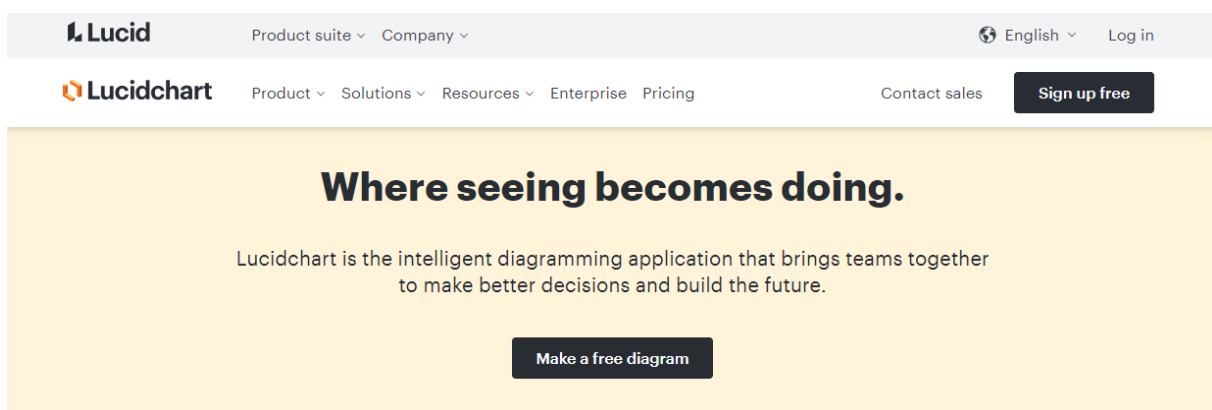 Lucid Product suite Company English Log in
Lucidchart Product Solutions Resources Enterprise Pricing Contact sales Sign up free
Where seeing becomes doing.
Lucidchart is the intelligent diagramming application that brings teams together
to make better decisions and build the future.
Make a free diagram